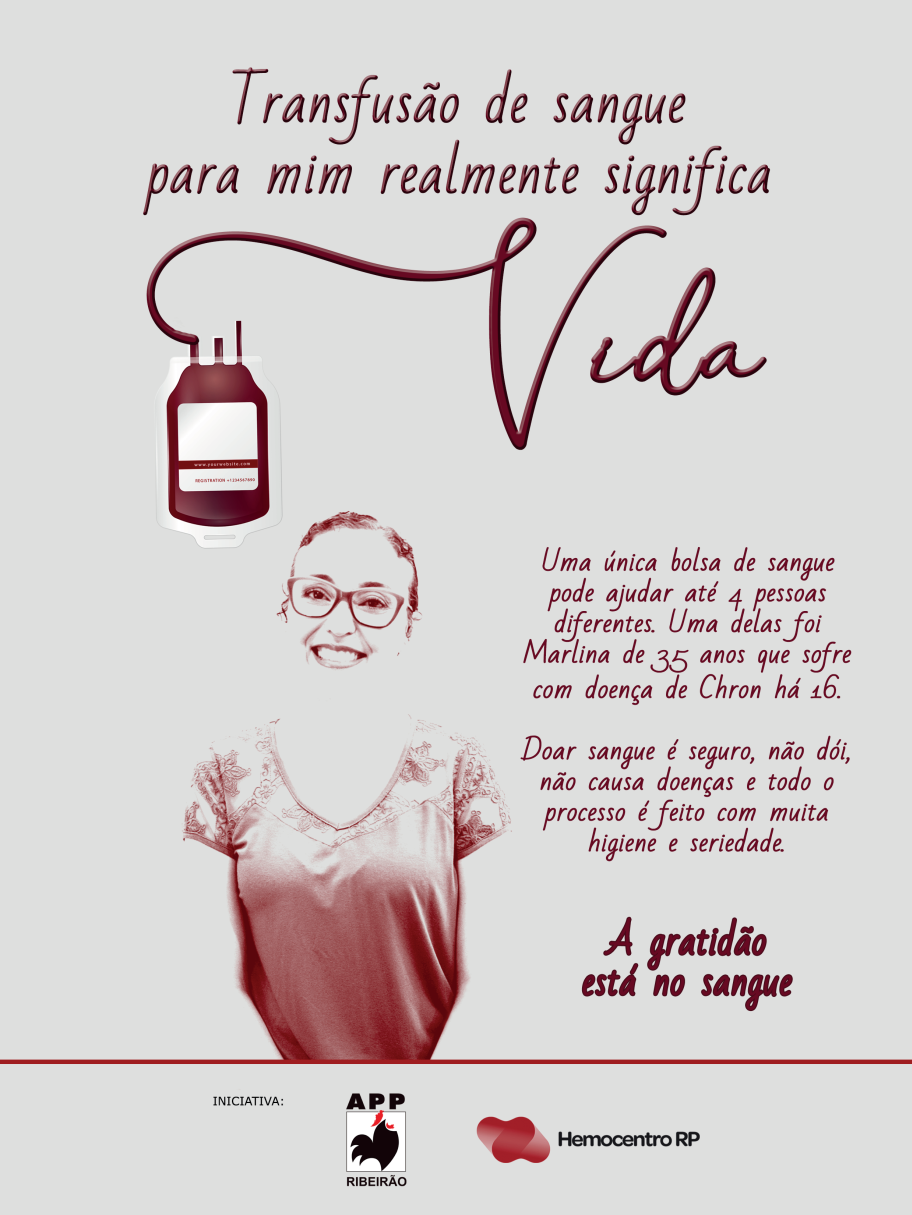 Transfusão de sangue
para mim realmente significa
Vida
www.yourwebsite.com
REGISTRATION +1234567890
Uma única bolsa de sangue
pode ajudar até 4 pessoas
diferentes. Uma delas foi
Marlina de 35 anos que sofre
com doença de Chron há 16.
Doar sangue é seguro, não dói,
não causa doenças e todo o
processo é feito com muita
higiene e seriedade.
A gratidão
está no sangue
INICIATIVA:
APP
RIBEIRÃO
Hemocentro RP